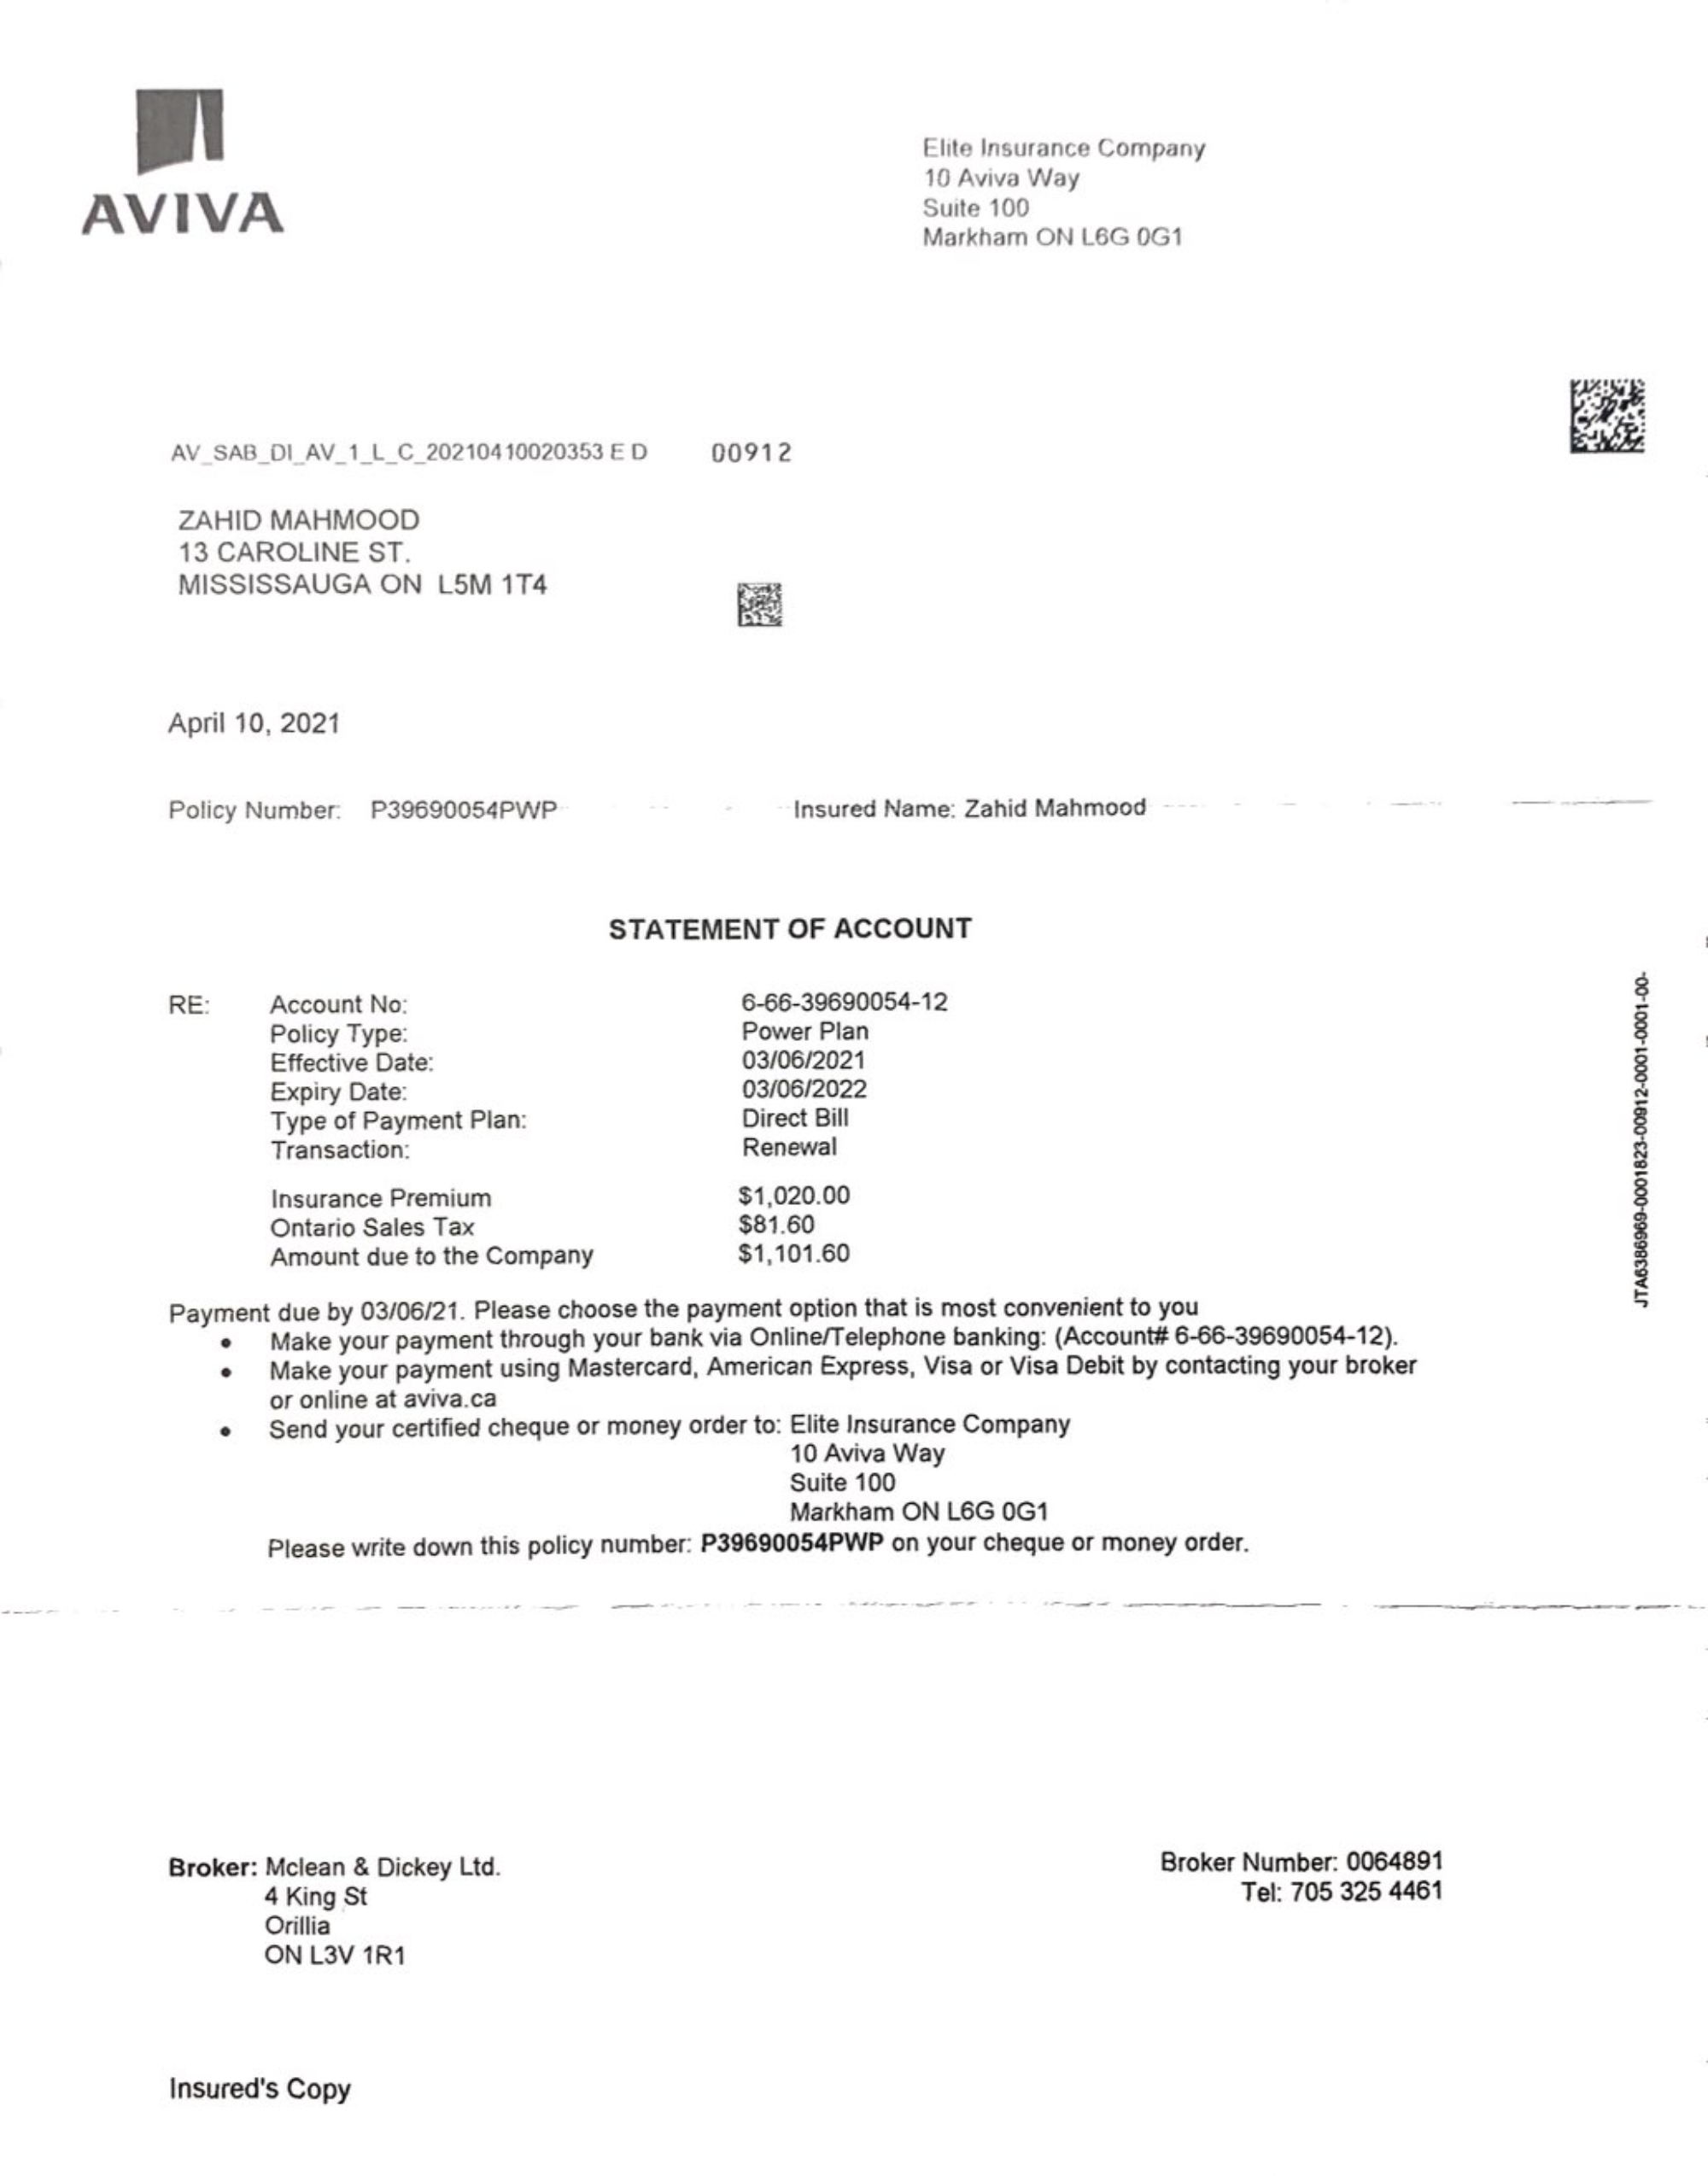 AVIVA
Elite Insurance Company
10 Aviva Way
Suite 100
Markham ON L6G 0G1
AV_SAB_DI_AV_1_L_C_20210410020353 E D 00912
ZAHID MAHMOOD
13 CAROLINE ST.
MISSISSAUGA ON L5M 1T4
April 10, 2021
Policy Number: P39690054PWP Insured Name: Zahid Mahmood
STATEMENT OF ACCOUNT
RE: Account No: 6-66-39690054-12
Policy Type: Power Plan
Effective Date: 03/06/2021
Expiry Date: 03/06/2022
Type of Payment Plan: Direct Bill
Transaction: Renewal
Insurance Premium $1,020.00
Ontario Sales Tax $81.60
Amount due to the Company $1,101.60
JTA6386969-0001823-00912-0001-0001-00-
Payment due by 03/06/21. Please choose the payment option that is most convenient to you
• Make your payment through your bank via Online/Telephone banking: (Account# 6-66-39690054-12).
• Make your payment using Mastercard, American Express, Visa or Visa Debit by contacting your broker
or online at aviva.ca
• Send your certified cheque or money order to: Elite Insurance Company
10 Aviva Way
Suite 100
Markham ON L6G 0G1
Please write down this policy number: P39690054PWP on your cheque or money order.
Broker: Mclean & Dickey Ltd.
4 King St
Orillia
ON L3V 1R1
Broker Number: 0064891
Tel: 705 325 4461
Insured's Copy